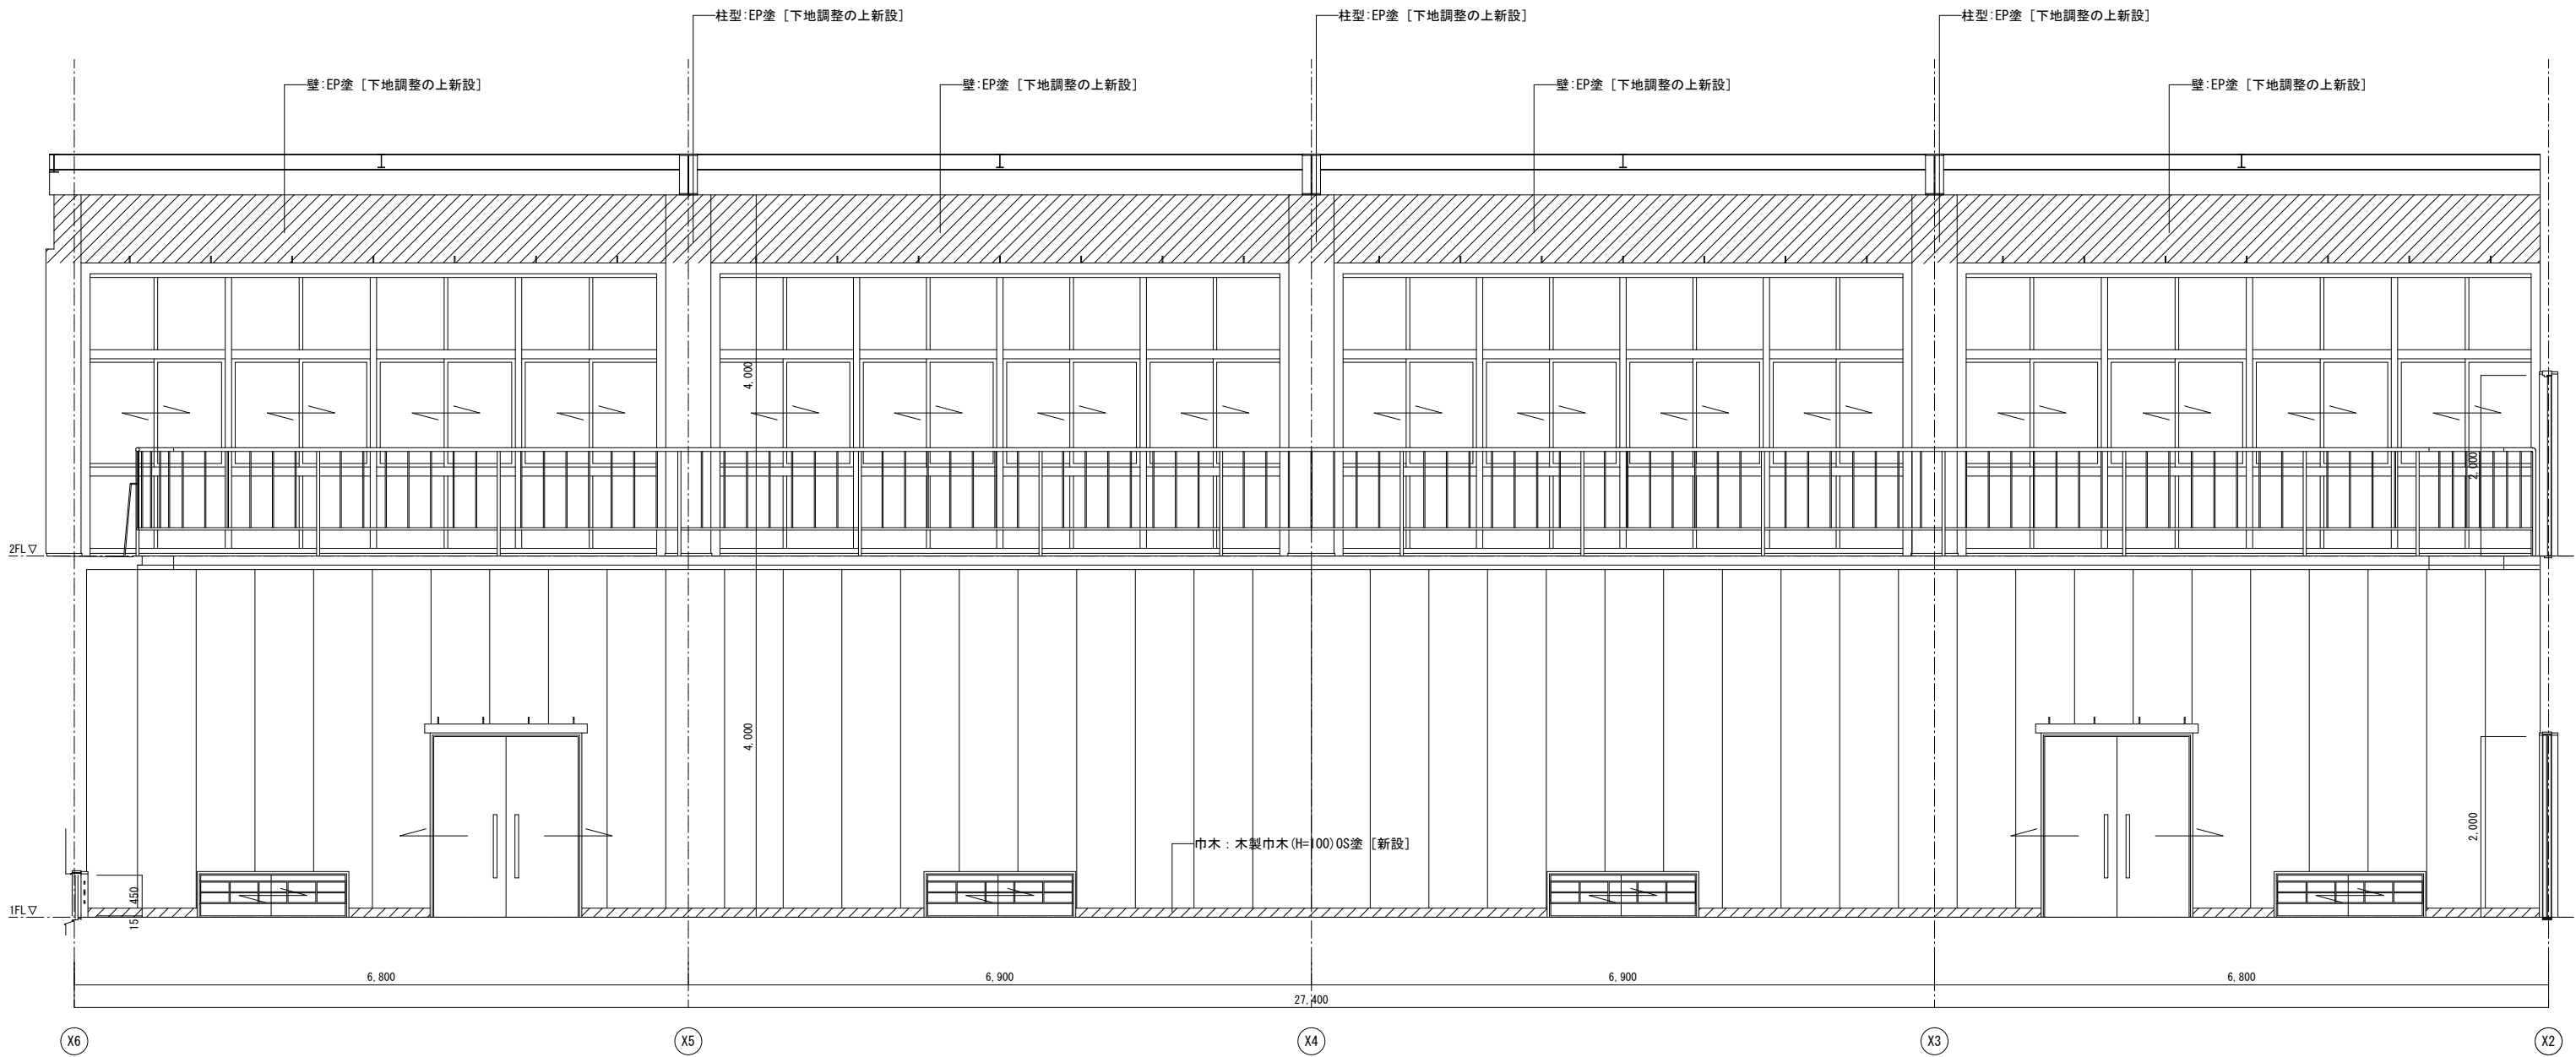 柱型:EP塗 [下地調整の上新設]
柱型:EP塗 [下地調整の上新設]
柱型:EP塗 [下地調整の上新設]
壁:EP塗 [下地調整の上新設]
壁:EP塗 [下地調整の上新設]
壁:EP塗 [下地調整の上新設]
壁:EP塗 [下地調整の上新設]
4,000
2,000
2FL▽
4,000
2,000
巾木：木製巾木(H=100)OS塗 [新設]
450
15
1FL▽
6,800
6,900
6,900
6,800
27,400
X6
X5
X4
X3
X2